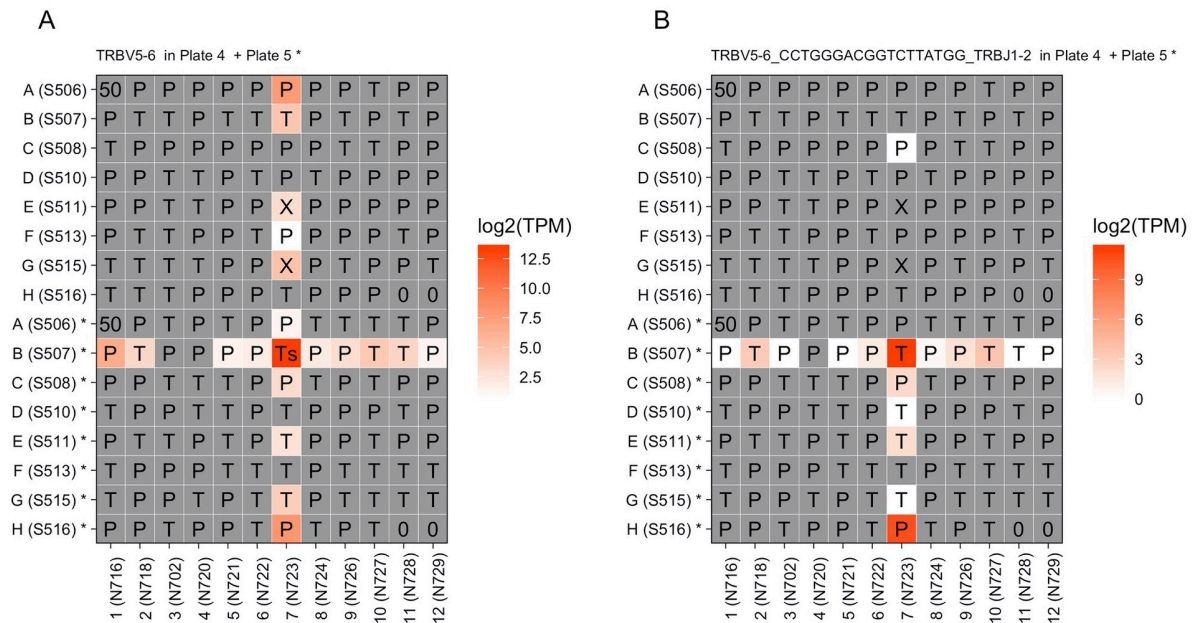 A
TRBV5-6 in Plate 4 + Plate 5 *
A (S506) 50 P P P P P P P P T P P
B (S507) P T T P T T T P T P T P
C (S508) T P P P P P P P T T P P
D (S510) P P T T P T P T P P P P
E (S511) P T T T P P X P P P P P
F (S513) P T T P P T P P P P T P
G (S515) T T T T P P X P T P P T
H (S516) T T T P P P T P P P 0 0
A (S506) * 50 P T P T P P T T T T P
B (S507) * P T P P P P Ts P P T T P
C (S508) * P P T T P P P T P T P P
D (S510) * T P P T P T T P P P T P
E (S511) * P T T P T P T P T T P P
F (S513) * T P P P T T T P T T T T
G (S515) * T P P T P T T P T T T T
H (S516) * P P T P P T P T P T 0 0
1 (N716)
2 (N718)
3 (N702)
4 (N720)
5 (N721)
6 (N722)
7 (N723)
8 (N724)
9 (N726)
10 (N727)
11 (N728)
12 (N729)
log2(TPM)
12.5
10.0
7.5
5.0
2.5
B
TRBV5-6_CCTGGGACGGTCTTATGG_TRBJ1-2 in Plate 4 + Plate 5 *
A (S506) 50 P P P P P P P P T P P
B (S507) P T T P T T T P T P T P
C (S508) T P P P P P P P T T P P
D (S510) P P T T P T P T P P P P
E (S511) P T T T P P X P P P P P
F (S513) P T T P P T P P P P T P
G (S515) T T T T P P X P T P P T
H (S516) T T T P P P T P P P 0 0
A (S506) * 50 P T P T P P T T T T P
B (S507) * P T P P P P T P P T T P
C (S508) * P P T T P P P T P T P P
D (S510) * T P P T P T T P P P T P
E (S511) * P T T P T P T P T T P P
F (S513) * T P P P T T T P T T T T
G (S515) * T P P T P T T P T T T T
H (S516) * P P T P P T P T P T 0 0
1 (N716)
2 (N718)
3 (N702)
4 (N720)
5 (N721)
6 (N722)
7 (N723)
8 (N724)
9 (N726)
10 (N727)
11 (N728)
12 (N729)
log2(TPM)
9
6
3
0